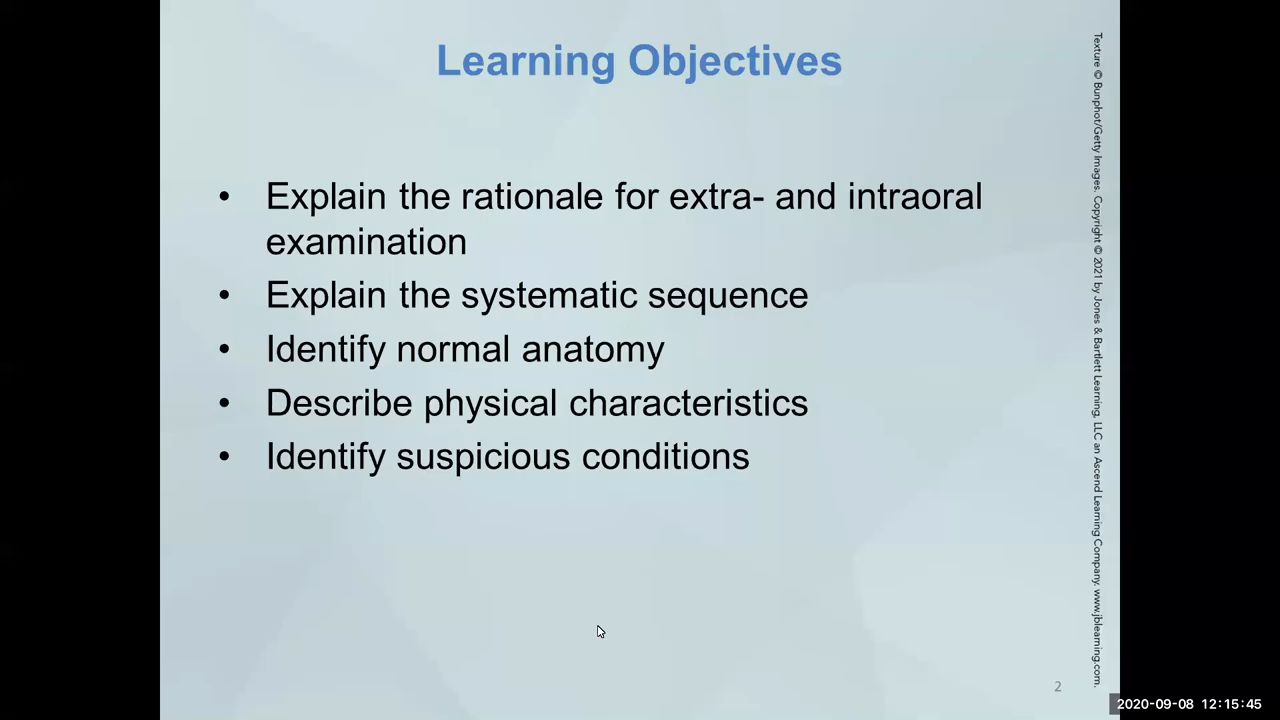 Learning Objectives
• Explain the rationale for extra- and intraoral
examination
• Explain the systematic sequence
• Identify normal anatomy
• Describe physical characteristics
• Identify suspicious conditions
Texture © Bunphot/Getty Images. Copyright © 2021 by Jones & Bartlett Learning, LLC an Ascend Learning Company. www.jblearning.com.
2
2020-09-08 12:15:45